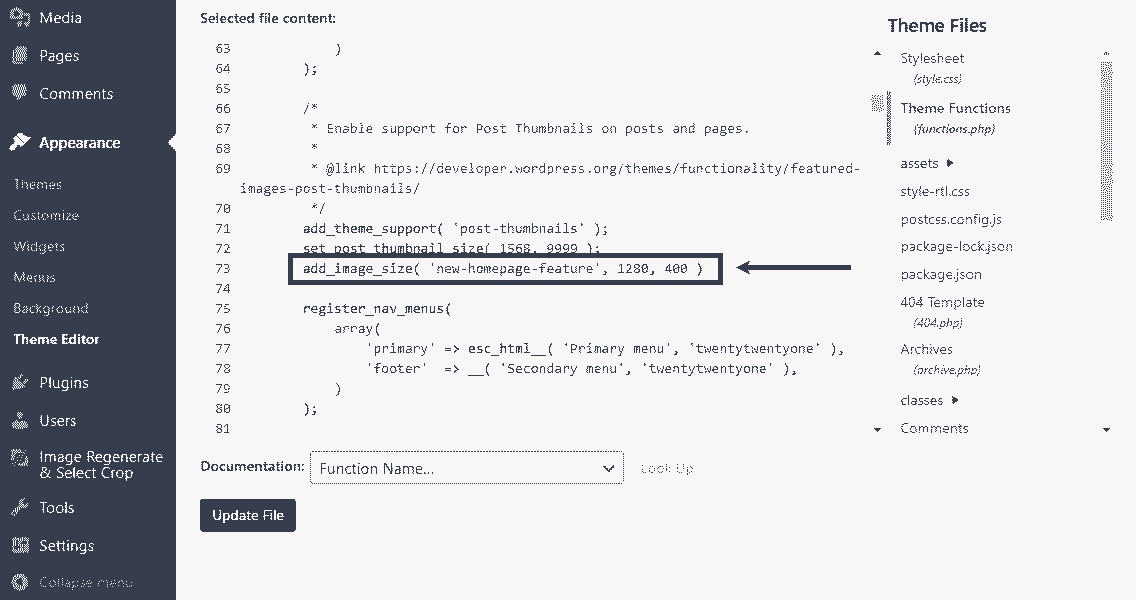 Media
Pages
Comments
Appearance
Themes
Customize
Widgets
Menus
Background
Theme Editor
Plugins
Users
Image Regenerate
& Select Crop
Tools
Settings
Collapse menu
Selected file content:
63 )
64 );
65
66 /*
67 * Enable support for Post Thumbnails on posts and pages.
68 *
69 * @link https://developer.wordpress.org/themes/functionality/featured-
images-post-thumbnails/
70 */
71 add_theme_support( 'post-thumbnails' );
72 set_post_thumbnail_size( 1568, 9999 );
73 add_image_size( 'new-homepage-feature', 1280, 400 )
74
75 register_nav_menus(
76 array(
77 'primary' => esc_html__( 'Primary menu', 'twentytwentyone' ),
78 'footer' => __( 'Secondary menu', 'twentytwentyone' ),
79 )
80 );
81
Documentation: Function Name... Look Up
Update File
Theme Files
Stylesheet
(style.css)
Theme Functions
(functions.php)
assets
style-rtl.css
postcss.config.js
package-lock.json
package.json
404 Template
(404.php)
Archives
(archive.php)
classes
Comments